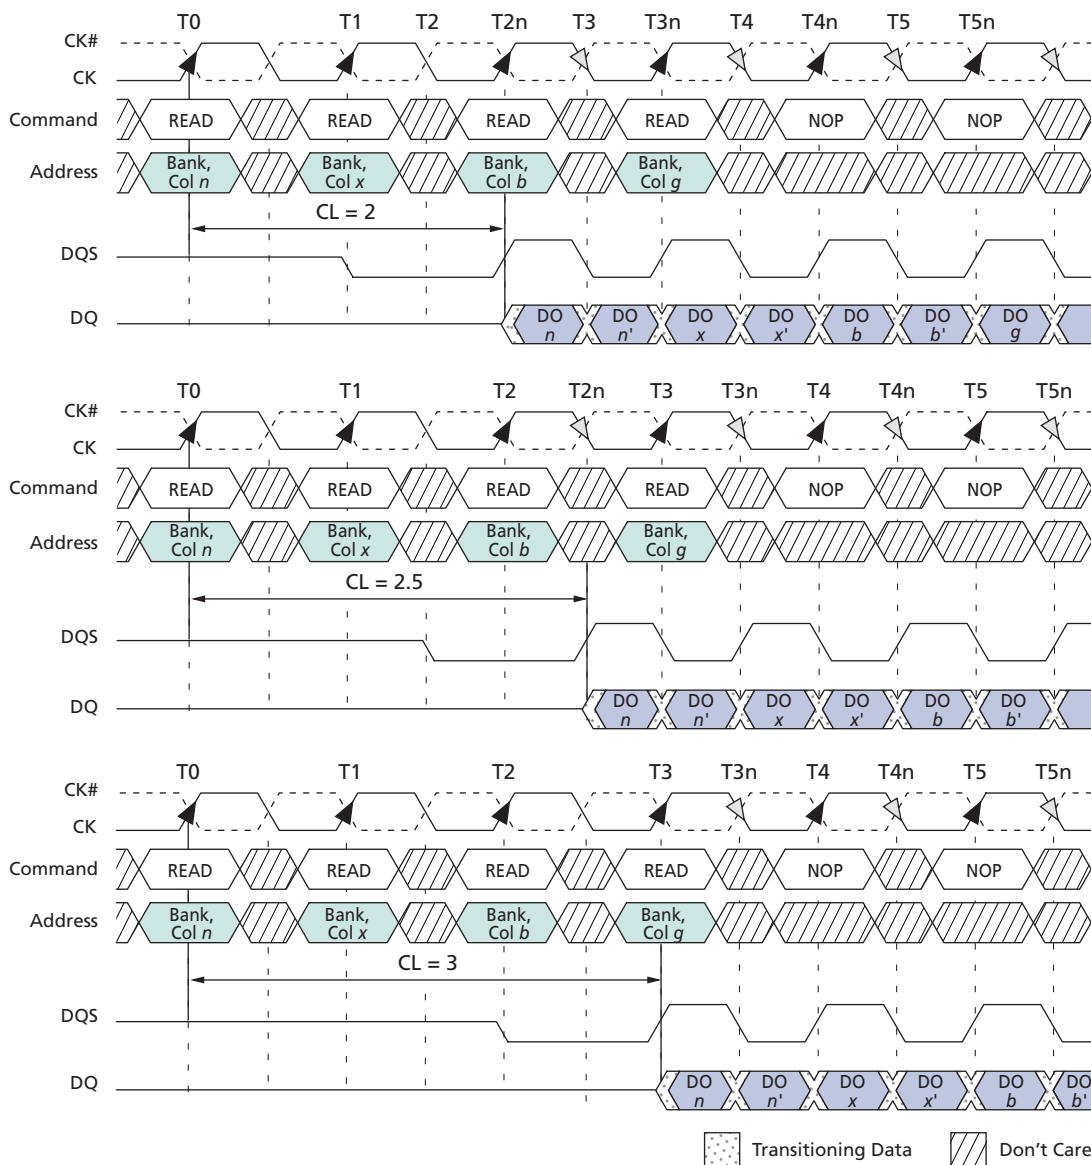 T0 T1 T2 T2n T3 T3n T4 T4n T5 T5n
CK#
CK
Command READ READ READ READ NOP NOP
Address Bank, Col n Bank, Col x Bank, Col b Bank, Col g
CL = 2
DQS
DQ DO n DO n' DO x DO x' DO b DO b' DO g
T0 T1 T2 T2n T3 T3n T4 T4n T5 T5n
CK#
CK
Command READ READ READ READ NOP NOP
Address Bank, Col n Bank, Col x Bank, Col b Bank, Col g
CL = 2.5
DQS
DQ DO n DO n' DO x DO x' DO b DO b'
T0 T1 T2 T3 T3n T4 T4n T5 T5n
CK#
CK
Command READ READ READ READ NOP NOP
Address Bank, Col n Bank, Col x Bank, Col b Bank, Col g
CL = 3
DQS
DQ DO n DO n' DO x DO x' DO b DO b'
Transitioning Data Don't Care